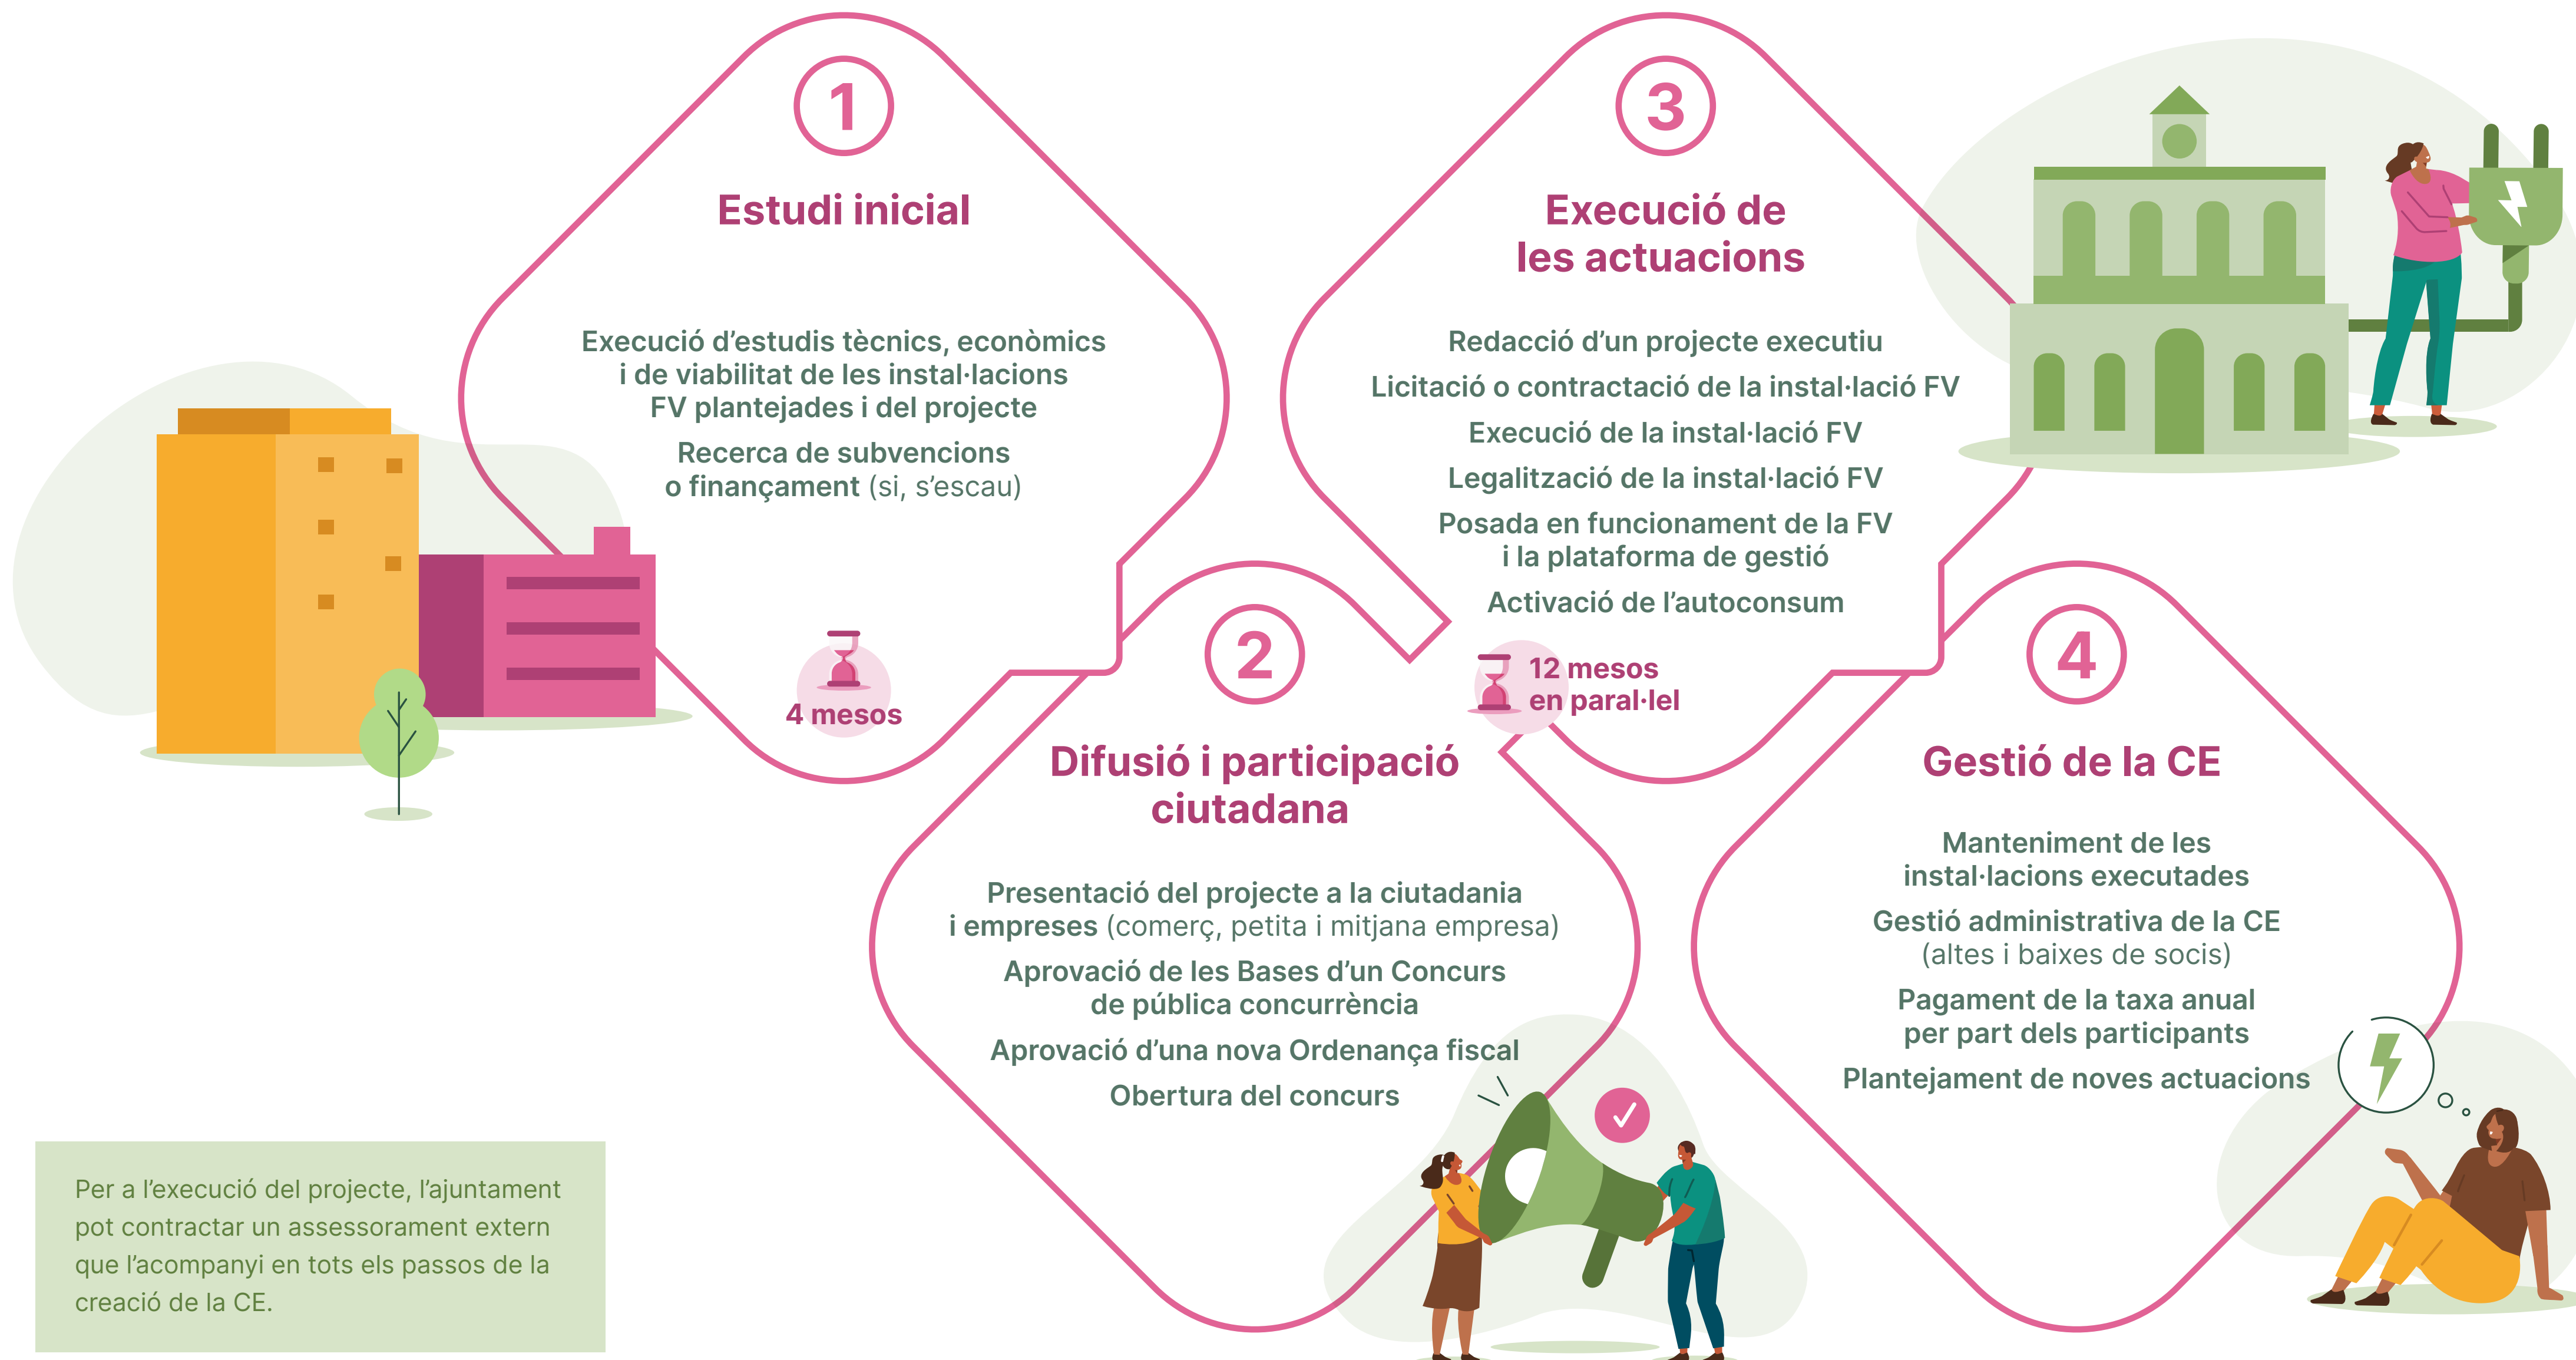 1
Estudi inicial
Execució d’estudis tècnics, econòmics
i de viabilitat de les instal·lacions
FV plantejades i del projecte
Recerca de subvencions
o finançament (si, s’escau)
4 mesos
2
Difusió i participació
ciutadana
Presentació del projecte a la ciutadania
i empreses (comerç, petita i mitjana empresa)
Aprovació de les Bases d’un Concurs
de pública concurrència
Aprovació d’una nova Ordenança fiscal
Obertura del concurs
3
Execució de
les actuacions
Redacció d’un projecte executiu
Licitació o contractació de la instal·lació FV
Execució de la instal·lació FV
Legalització de la instal·lació FV
Posada en funcionament de la FV
i la plataforma de gestió
Activació de l’autoconsum
12 mesos
en paral·lel
4
Gestió de la CE
Manteniment de les
instal·lacions executades
Gestió administrativa de la CE
(altes i baixes de socis)
Pagament de la taxa anual
per part dels participants
Plantejament de noves actuacions
Per a l’execució del projecte, l’ajuntament
pot contractar un assessorament extern
que l’acompanyi en tots els passos de la
creació de la CE.